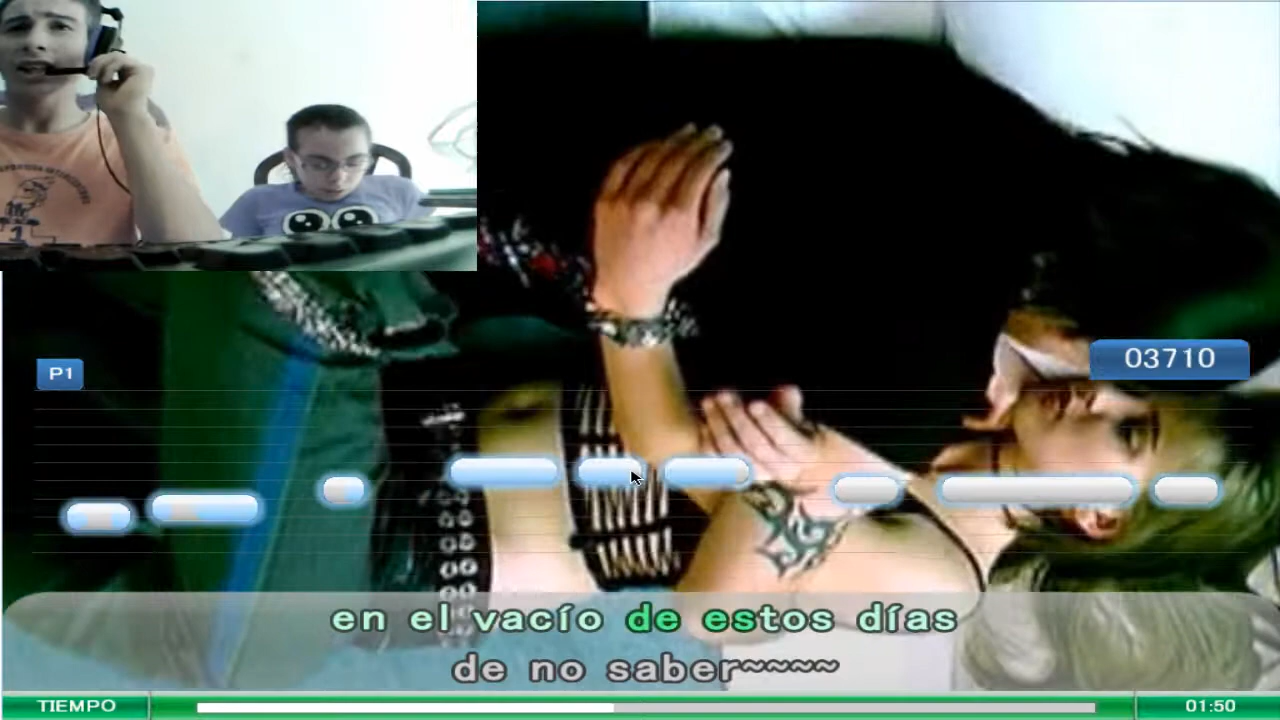 P1
03710
en el vacío de estos días
de no saber~~~~
TIEMPO
01:50